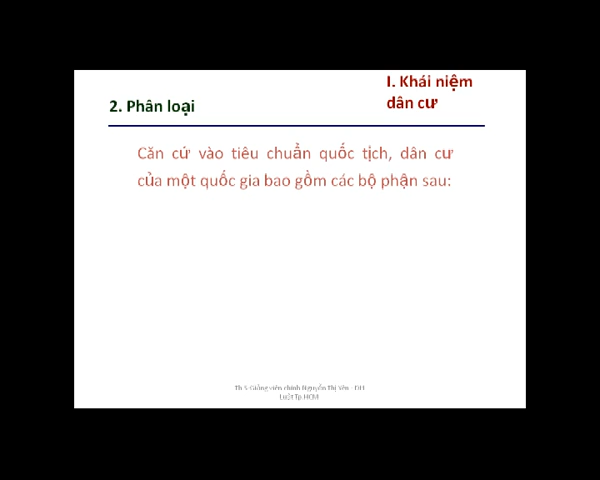 I. Khái niệm
dân cư
2. Phân loại
Căn cứ vào tiêu chuẩn quốc tịch, dân cư
của một quốc gia bao gồm các bộ phận sau:
Th.S Giảng viên chính Nguyễn Thị Yên - ĐH
Luật Tp.HCM